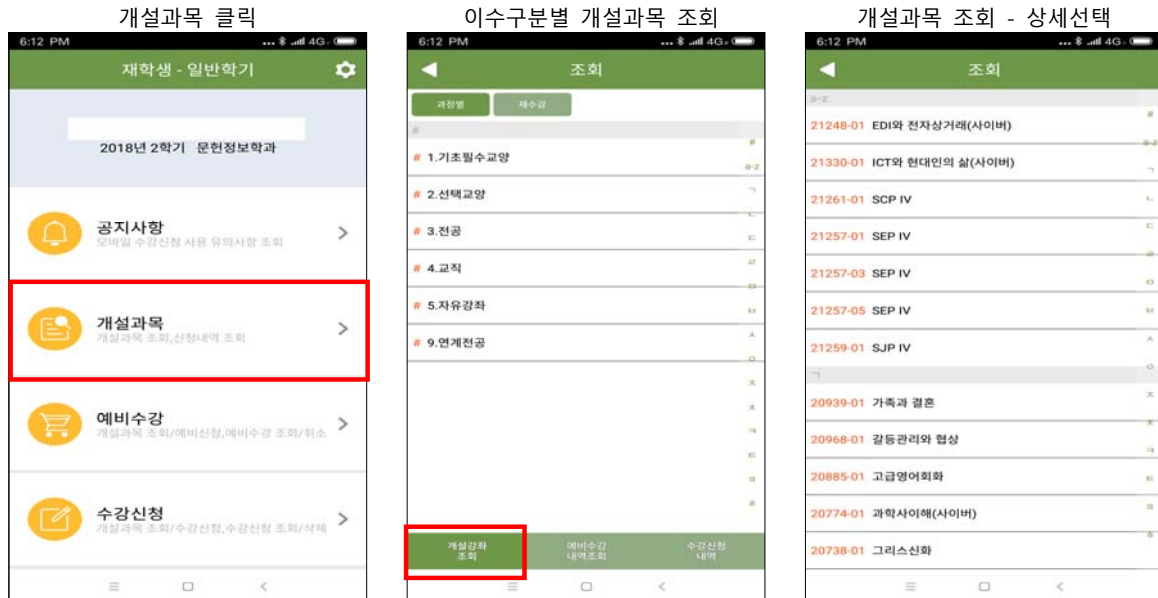 개설과목 클릭
6:12 PM
4G
재학생 - 일반학기
2018년 2학기 문헌정보학과
공지사항
모바일 수강신청 사용 유의사항 조회
개설과목
개설과목 조회,신청내역 조회
예비수강
개설과목 조회/예비신청,예비수강 조회/취소
수강신청
개설과목 조회/수강신청,수강신청 조회/삭제
이수구분별 개설과목 조회
6:12 PM
4G
조회
과정별 재수강
#
# 1.기초필수교양
# 2.선택교양
# 3.전공
# 4.교직
# 5.자유강좌
# 9.연계전공
#
a-z
ㄱ
ㄴ
ㄷ
ㄹ
ㅁ
ㅂ
ㅅ
ㅇ
ㅈ
ㅊ
ㅋ
ㅌ
ㅍ
ㅎ
개설강좌 조회
예비수강 내역조회
수강신청 내역
개설과목 조회 - 상세선택
6:12 PM
4G
조회
a-z
21248-01 EDI와 전자상거래(사이버)
21330-01 ICT와 현대인의 삶(사이버)
21261-01 SCP IV
21257-01 SEP IV
21257-03 SEP IV
21257-05 SEP IV
21259-01 SJP IV
ㄱ
20939-01 가족과 결혼
20968-01 갈등관리와 협상
20885-01 고급영어회화
20774-01 과학사이해(사이버)
20738-01 그리스신화
#
a-z
ㄱ
ㄴ
ㄷ
ㄹ
ㅁ
ㅂ
ㅅ
ㅇ
ㅈ
ㅊ
ㅋ
ㅌ
ㅍ
ㅎ